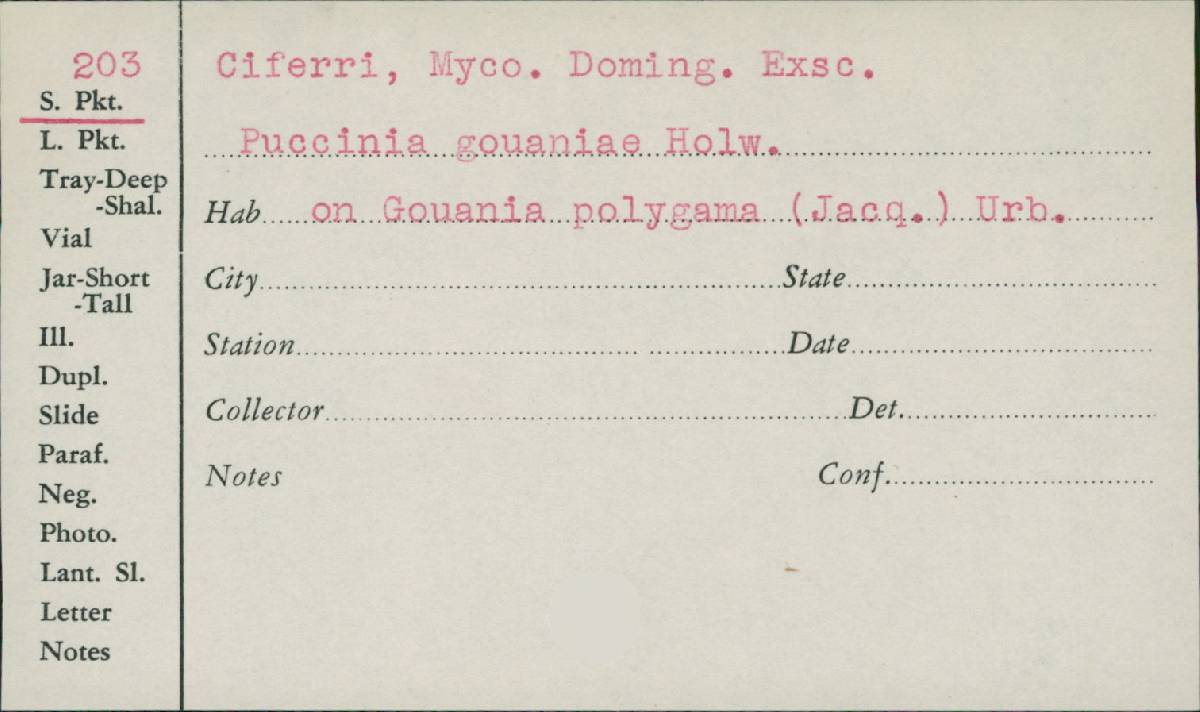 203
S. Pkt.
L. Pkt.
Tray-Deep
-Shal.
Vial
Jar-Short
-Tall
Ill.
Dupl.
Slide
Paraf.
Neg.
Photo.
Lant. Sl.
Letter
Notes
Ciferri, Myco. Doming. Exsc.
Puccinia gouaniae Holw.
Hab on Gouania polygama (Jacq.) Urb.
City State
Station Date
Collector Det.
Notes Conf.